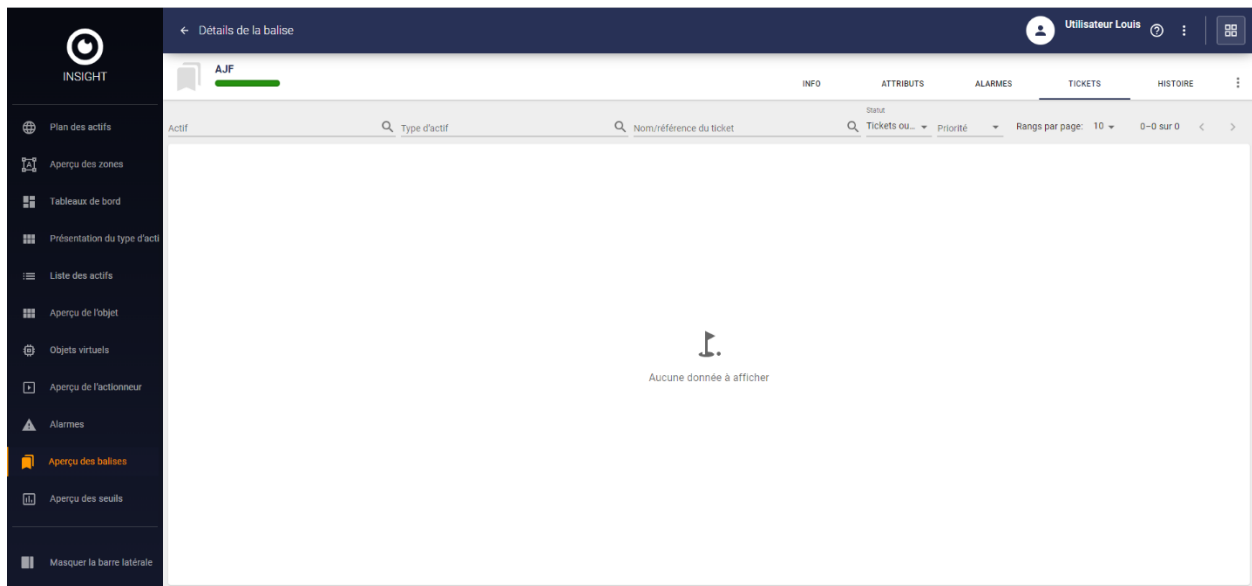 INSIGHT
Plan des actifs
Aperçu des zones
Tableaux de bord
Présentation du type d'acti
Liste des actifs
Aperçu de l'objet
Objets virtuels
Aperçu de l'actionneur
Alarmes
Aperçu des balises
Aperçu des seuils
Masquer la barre latérale
Détails de la balise
Utilisateur Louis
AJF
INFO ATTRIBUTS ALARMES TICKETS HISTOIRE
Statut
Actif Type d'actif Nom/référence du ticket Tickets ou... Priorité Rangs par page: 10 0–0 sur 0
Aucune donnée à afficher